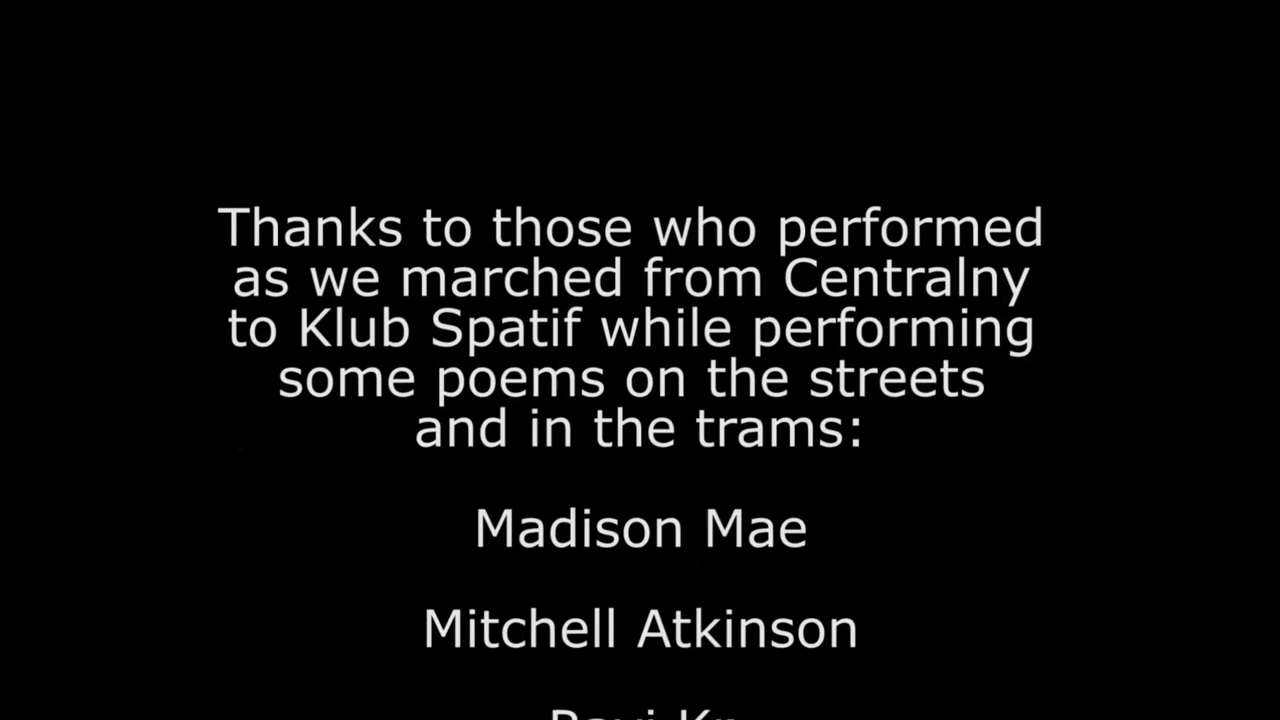 Thanks to those who performed
as we marched from Centralny
to Klub Spatif while performing
some poems on the streets
and in the trams:
Madison Mae
Mitchell Atkinson